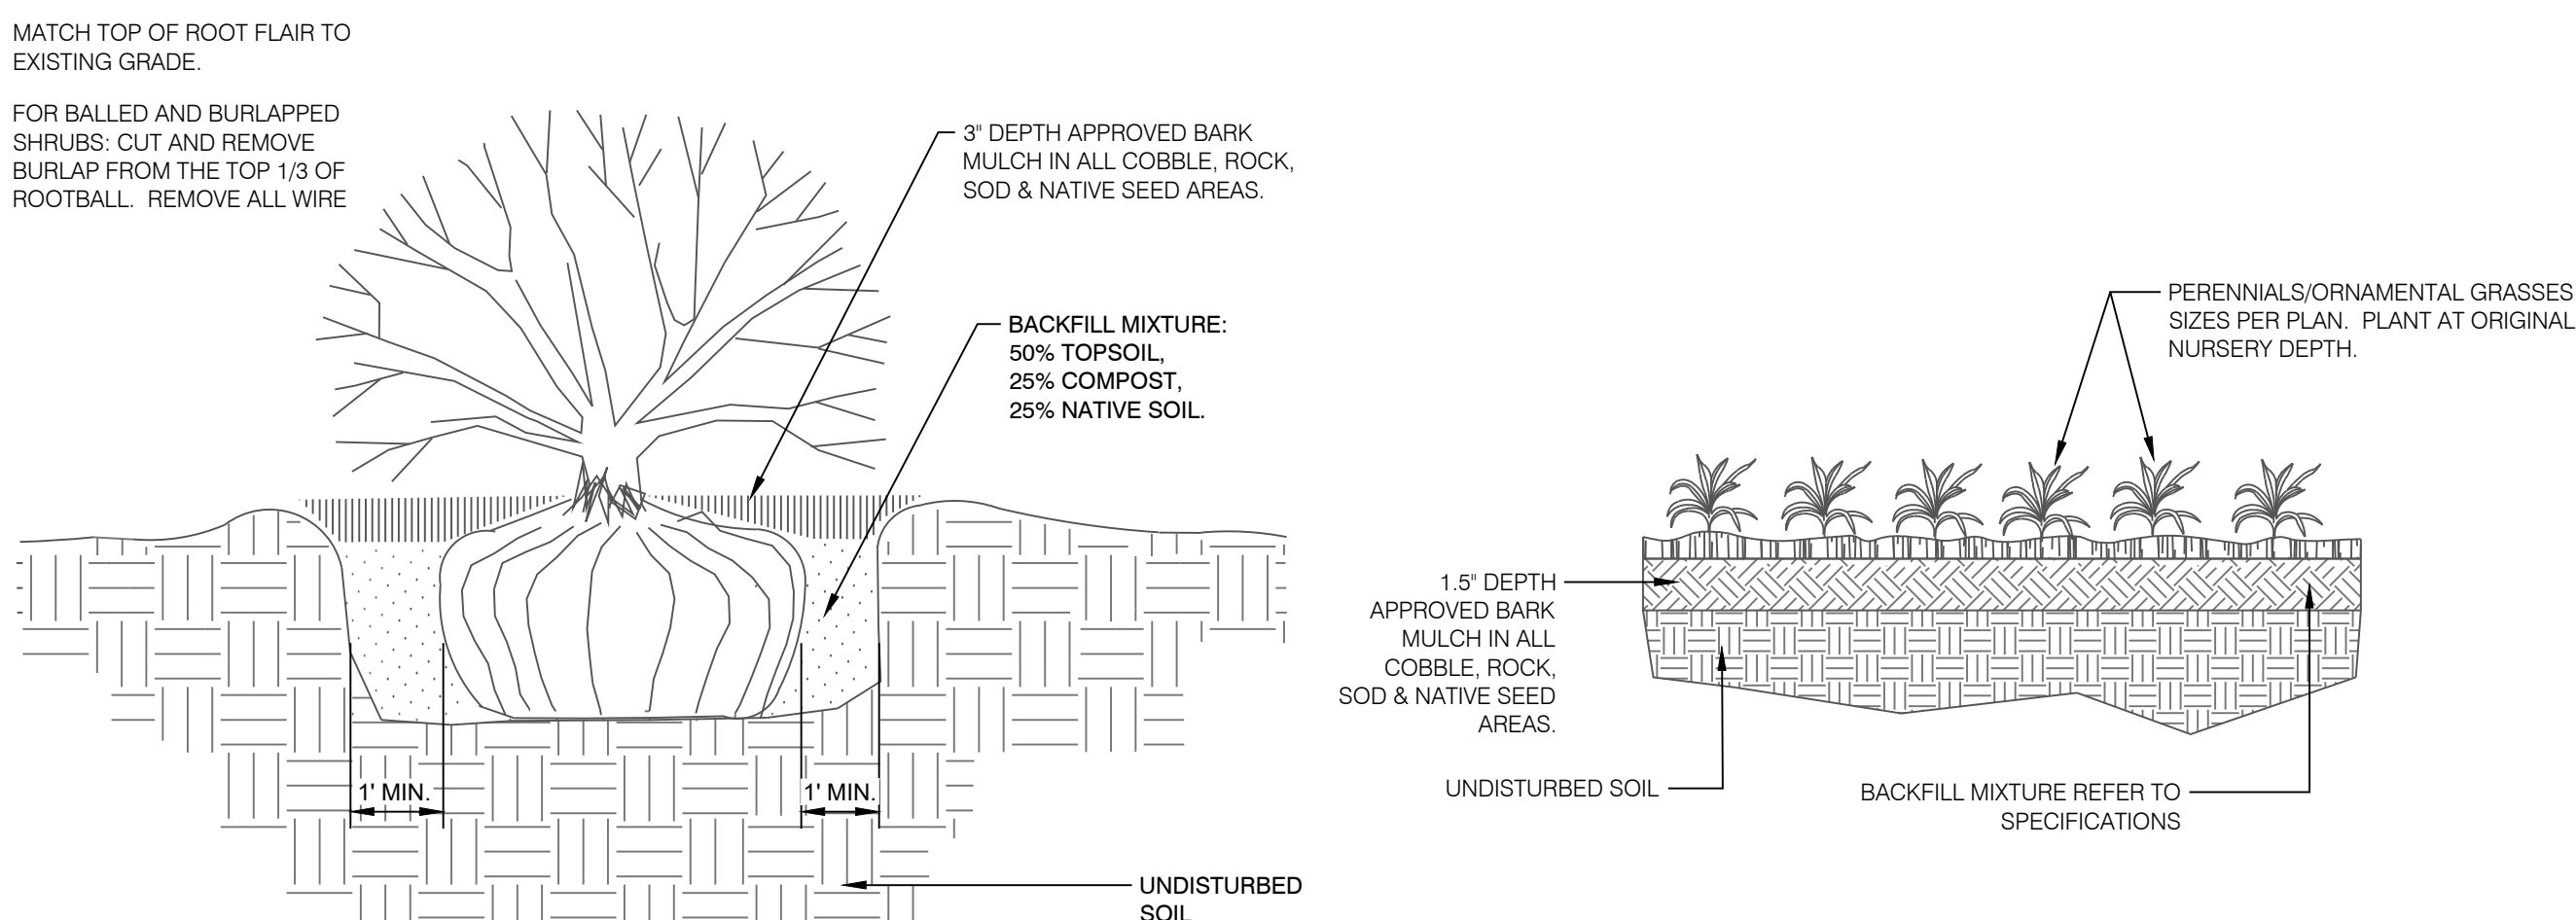 MATCH TOP OF ROOT FLAIR TO
EXISTING GRADE.
FOR BALLED AND BURLAPPED
SHRUBS: CUT AND REMOVE
BURLAP FROM THE TOP 1/3 OF
ROOTBALL. REMOVE ALL WIRE
3" DEPTH APPROVED BARK
MULCH IN ALL COBBLE, ROCK,
SOD & NATIVE SEED AREAS.
BACKFILL MIXTURE:
50% TOPSOIL,
25% COMPOST,
25% NATIVE SOIL.
1' MIN.
1' MIN.
UNDISTURBED
SOIL
PERENNIALS/ORNAMENTAL GRASSES
SIZES PER PLAN. PLANT AT ORIGINAL
NURSERY DEPTH.
1.5" DEPTH
APPROVED BARK
MULCH IN ALL
COBBLE, ROCK,
SOD & NATIVE SEED
AREAS.
UNDISTURBED SOIL
BACKFILL MIXTURE REFER TO
SPECIFICATIONS